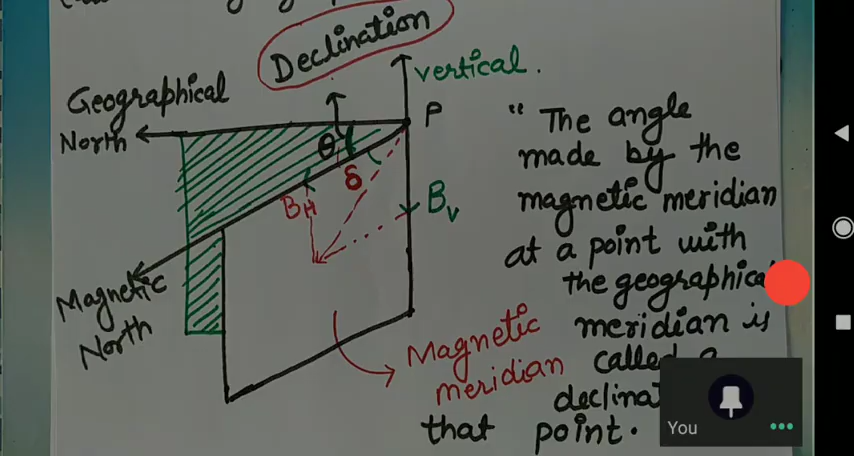 Declination
vertical.
Geographical
North
P
θ
δ
BH
Bv
Magnetic
North
Magnetic
meridian
" The angle
made by the
magnetic meridian
at a point with
the geographical
meridian is
called a
that point.
You